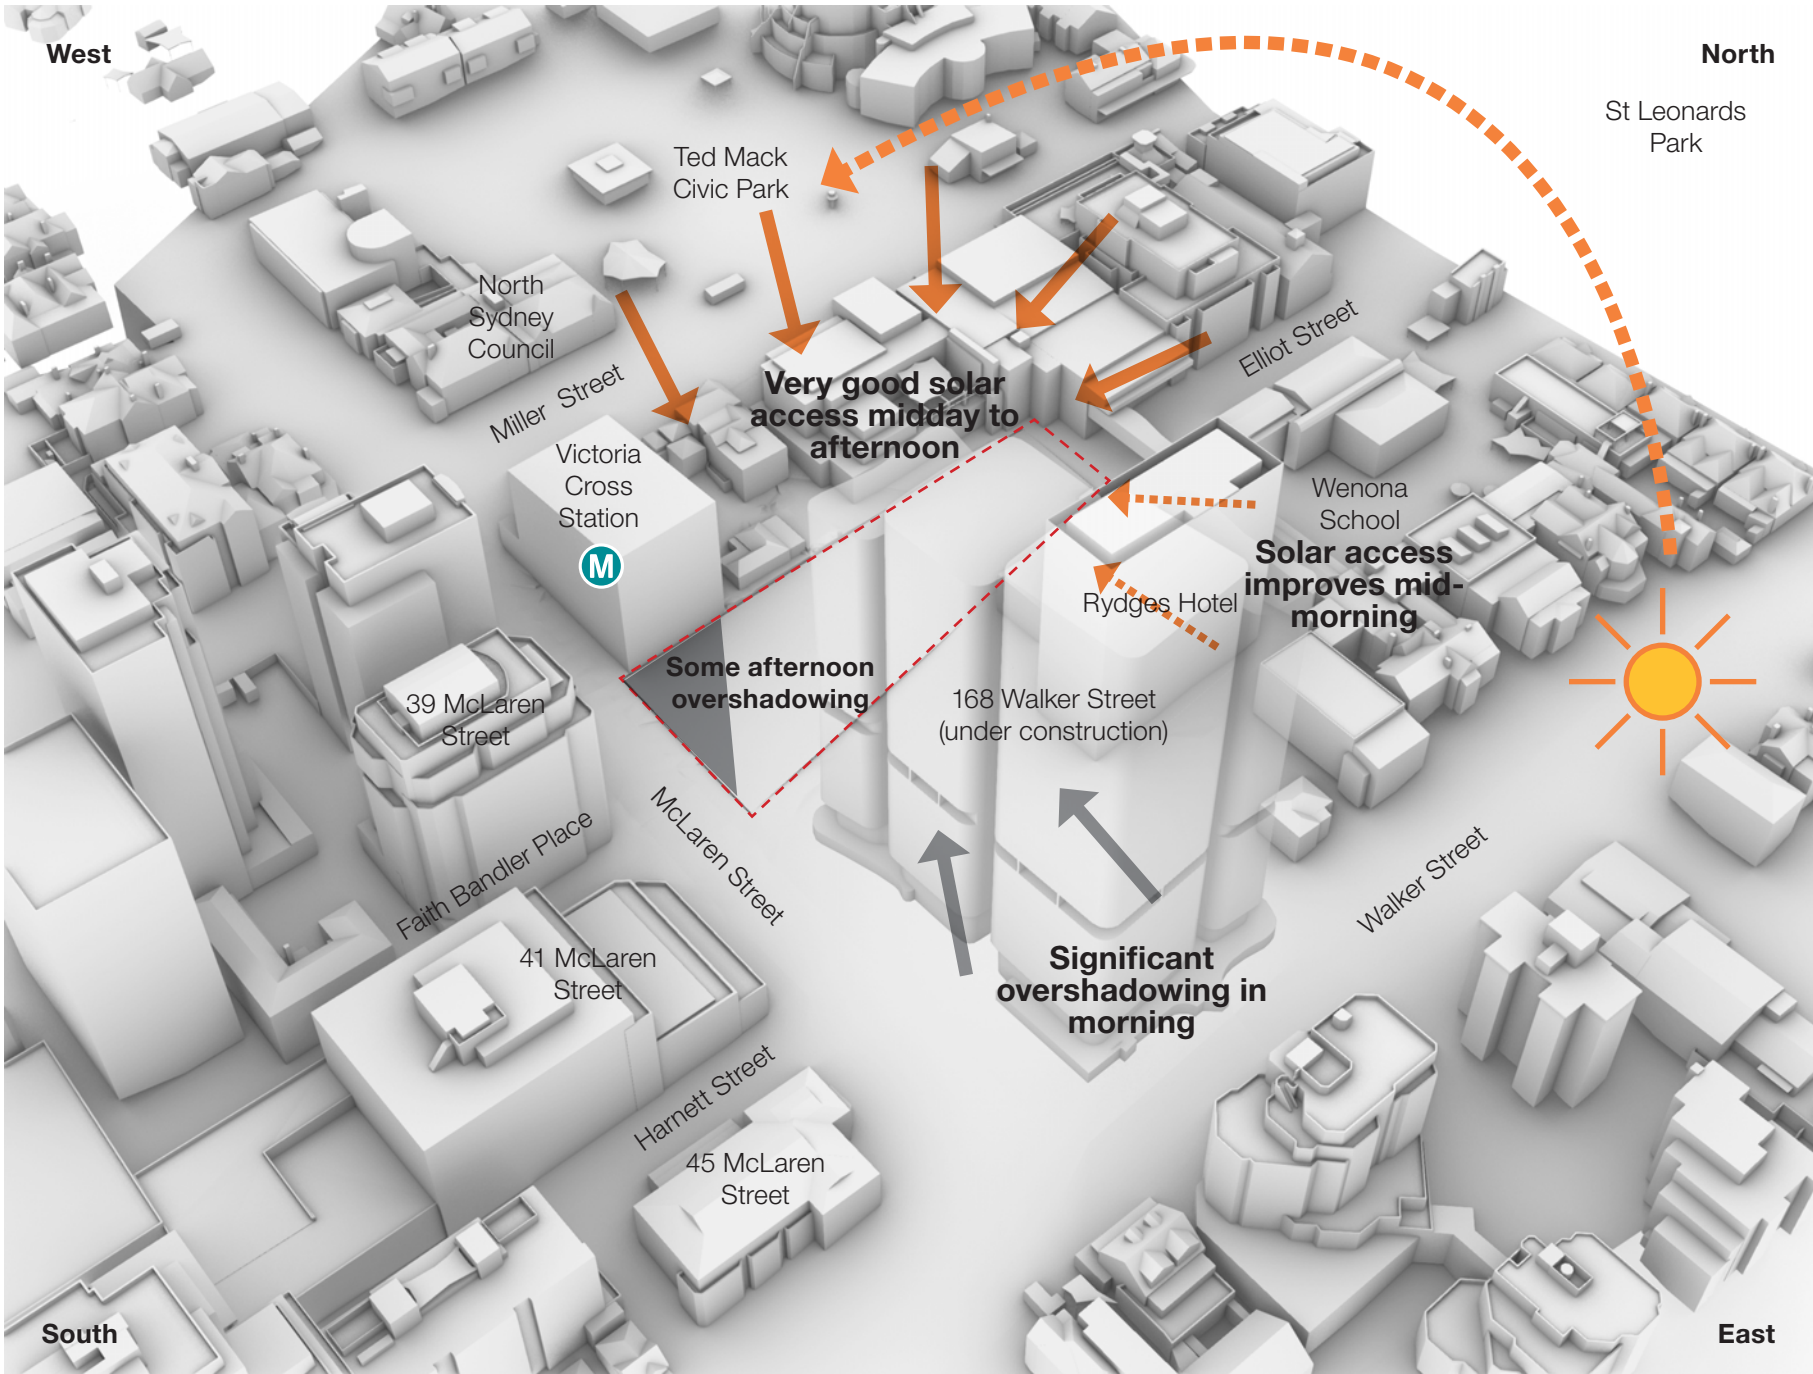 West
North
St Leonards
Park
Ted Mack
Civic Park
North
Sydney
Council
Elliot Street
Miller Street
Very good solar
access midday to
afternoon
Victoria
Cross
Station
M
Wenona
School
Solar access
improves mid-
morning
Rydges Hotel
Some afternoon
overshadowing
39 McLaren
Street
168 Walker Street
(under construction)
McLaren Street
Faith Bandler Place
Walker Street
41 McLaren
Street
Significant
overshadowing in
morning
Harnett Street
45 McLaren
Street
South
East